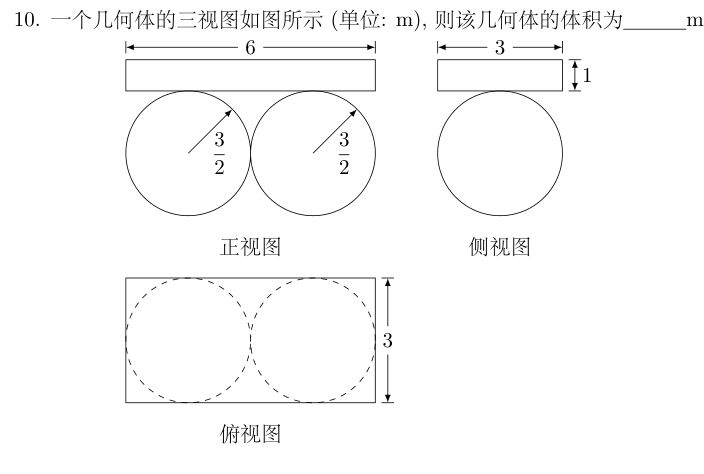 10. 一个几何体的三视图如图所示 (单位: m), 则该几何体的体积为______m
6
3
1
3/2
3/2
正视图
侧视图
3
俯视图